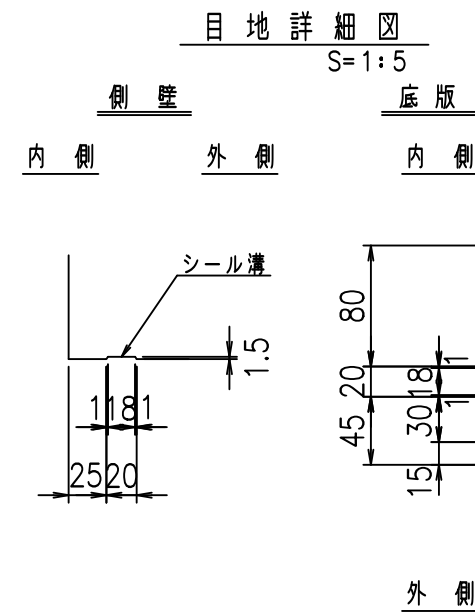 目地詳細図
S=1:5
側壁
底版
内側
外側
内側
シール溝
1.5
1 18 1
25 20
80
20
45
1
18
1
30
15
外側